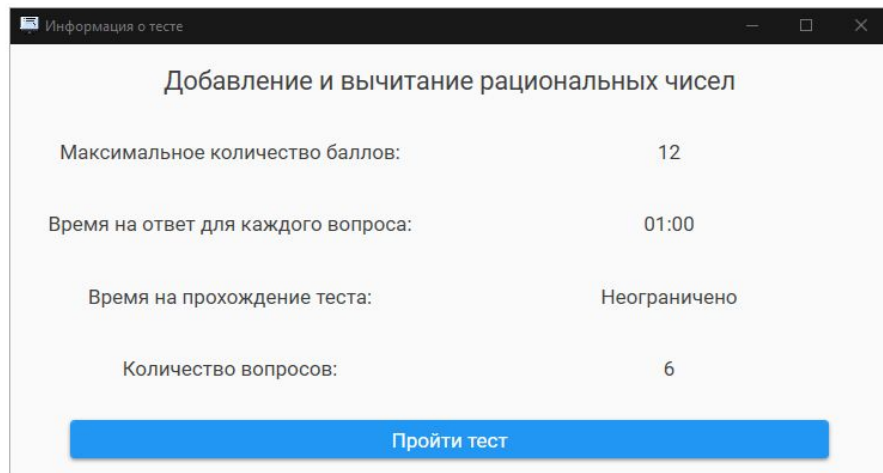 Информация о тесте
Добавление и вычитание рациональных чисел
Максимальное количество баллов: 12
Время на ответ для каждого вопроса: 01:00
Время на прохождение теста: Неограничено
Количество вопросов: 6
Пройти тест